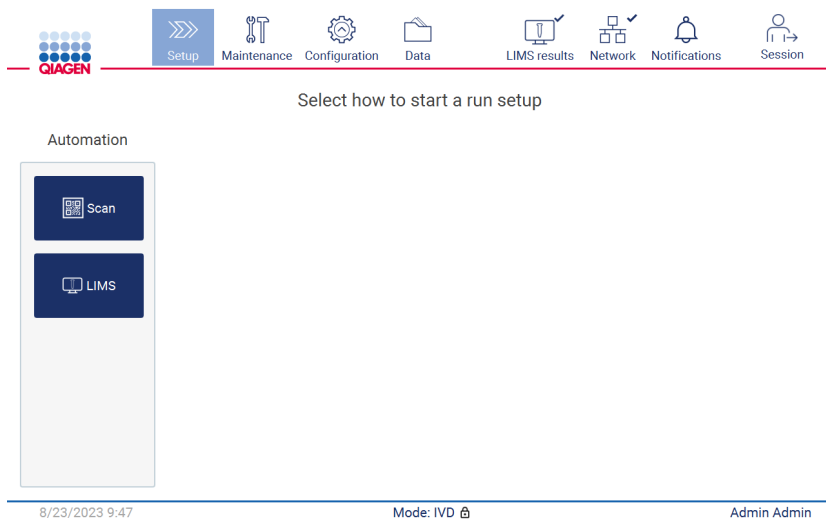 QIAGEN
Setup Maintenance Configuration Data LIMS results Network Notifications Session
Select how to start a run setup
Automation
Scan
LIMS
8/23/2023 9:47 Mode: IVD Admin Admin